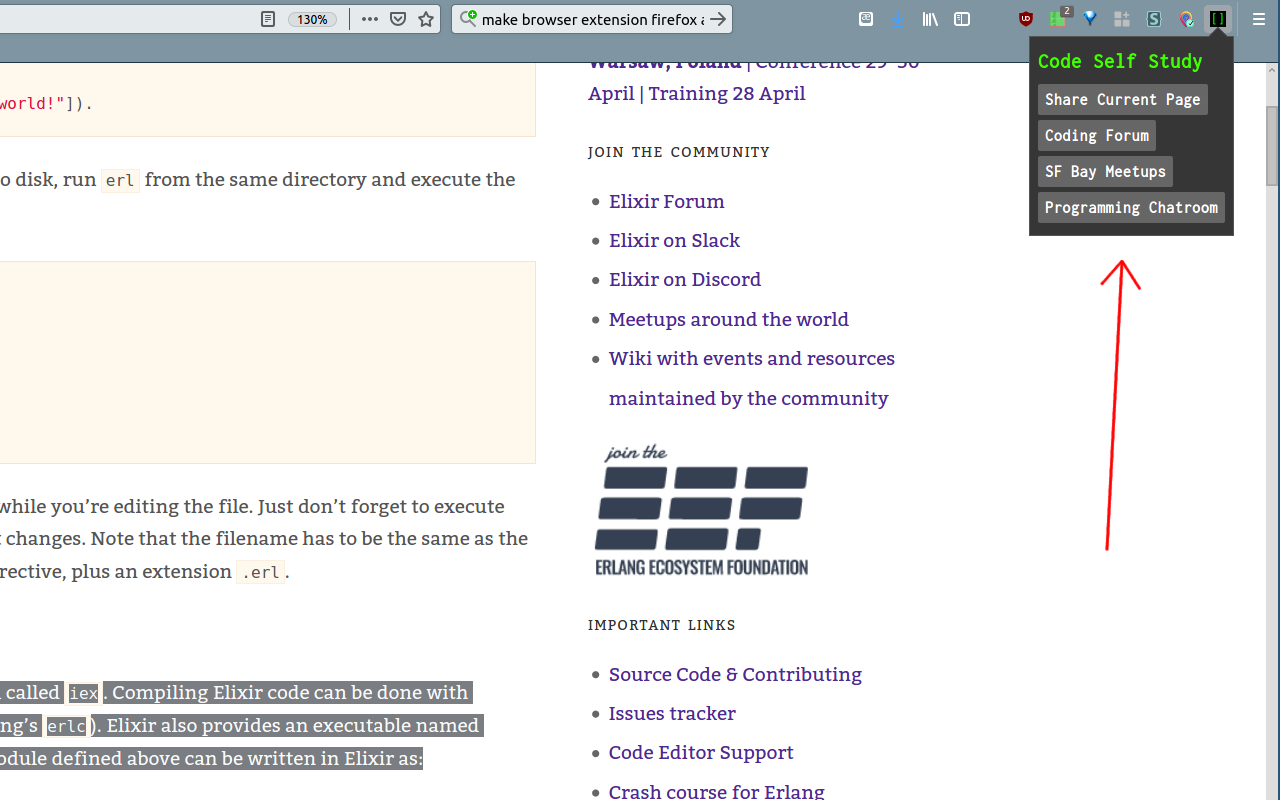 130%
make browser extension firefox a
2
Code Self Study
Share Current Page
Coding Forum
SF Bay Meetups
Programming Chatroom
world!"]).
o disk, run erl from the same directory and execute the
while you're editing the file. Just don't forget to execute
t changes. Note that the filename has to be the same as the
rective, plus an extension .erl.
called iex. Compiling Elixir code can be done with
ng's erlc). Elixir also provides an executable named
odule defined above can be written in Elixir as:
Warsaw, Poland | Conference 29-30
April | Training 28 April
JOIN THE COMMUNITY
Elixir Forum
Elixir on Slack
Elixir on Discord
Meetups around the world
Wiki with events and resources
maintained by the community
join the
ERLANG ECOSYSTEM FOUNDATION
IMPORTANT LINKS
Source Code & Contributing
Issues tracker
Code Editor Support
Crash course for Erlang